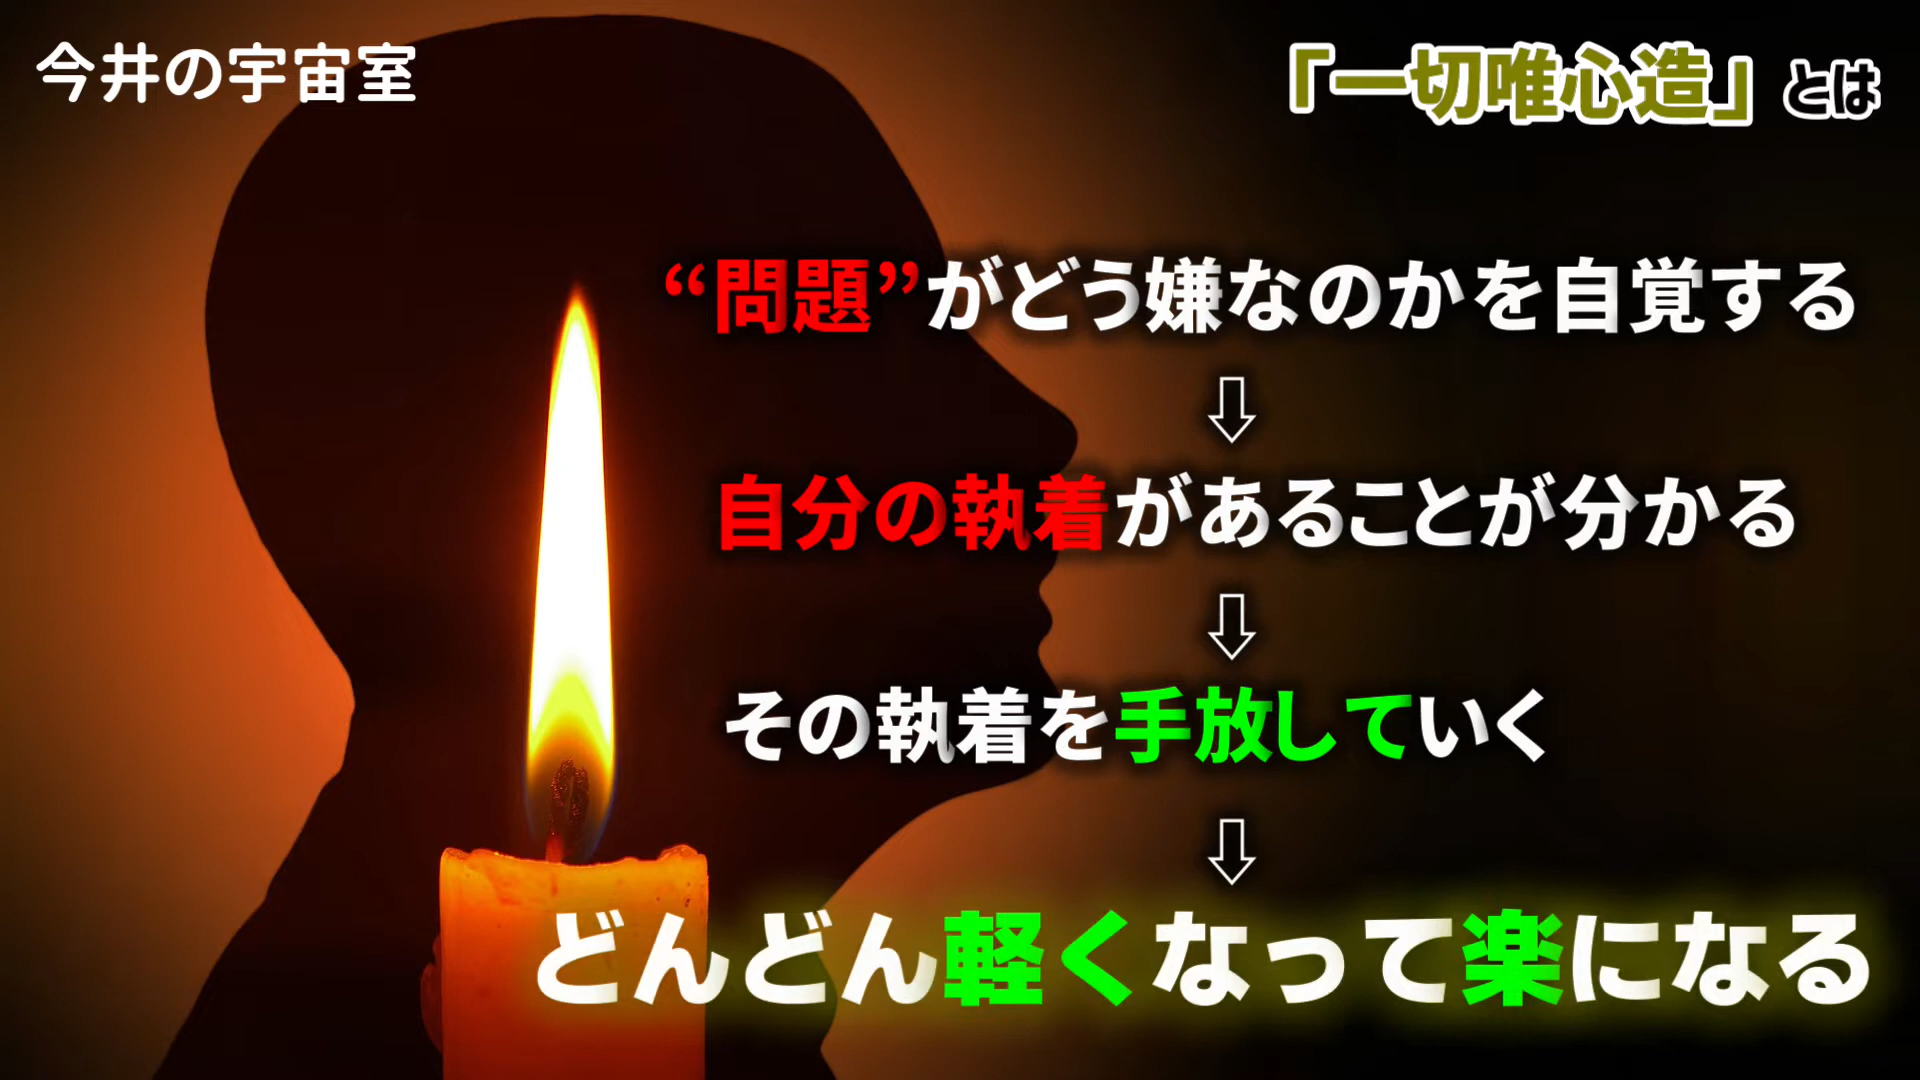 今井の宇宙室
「一切唯心造」とは
“問題”がどう嫌なのかを自覚する
⇩
自分の執着があることが分かる
⇩
その執着を手放していく
⇩
どんどん軽くなって楽になる